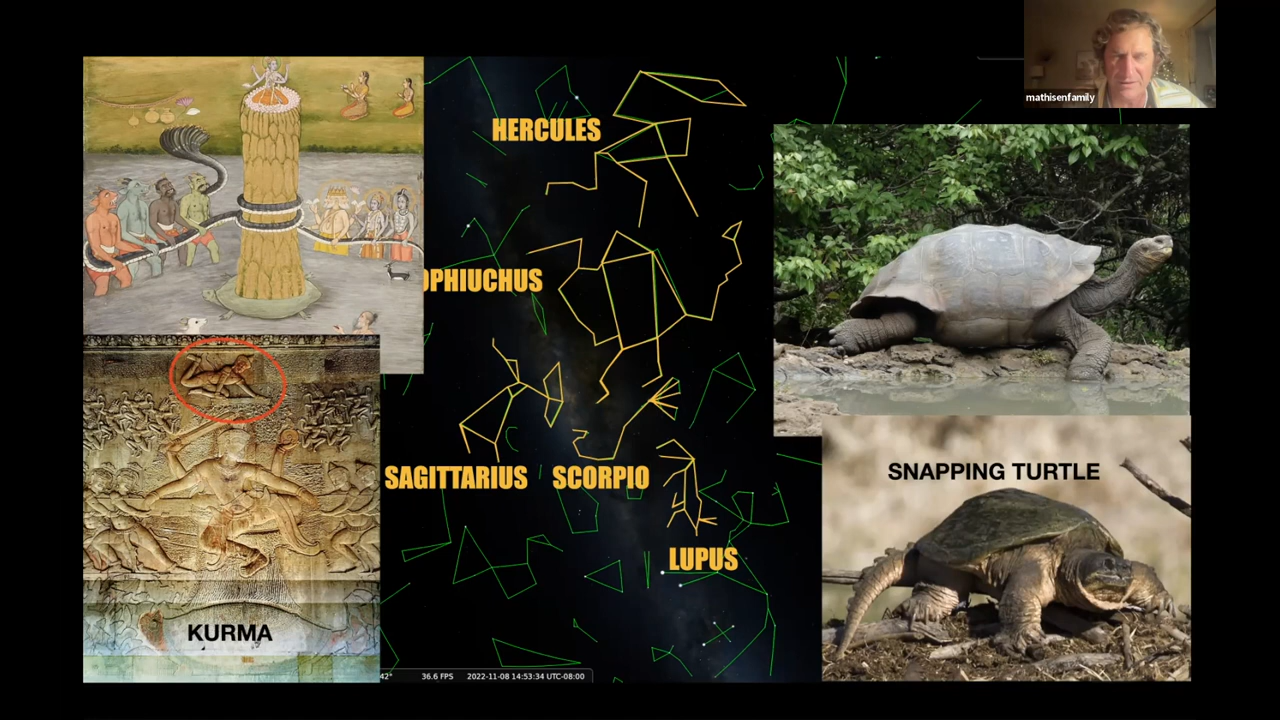 mathisenfamily
HERCULES
OPHIUCHUS
SAGITTARIUS
SCORPIO
LUPUS
SNAPPING TURTLE
KURMA
42° 36.6 FPS 2022-11-08 14:53:34 UTC-08:00